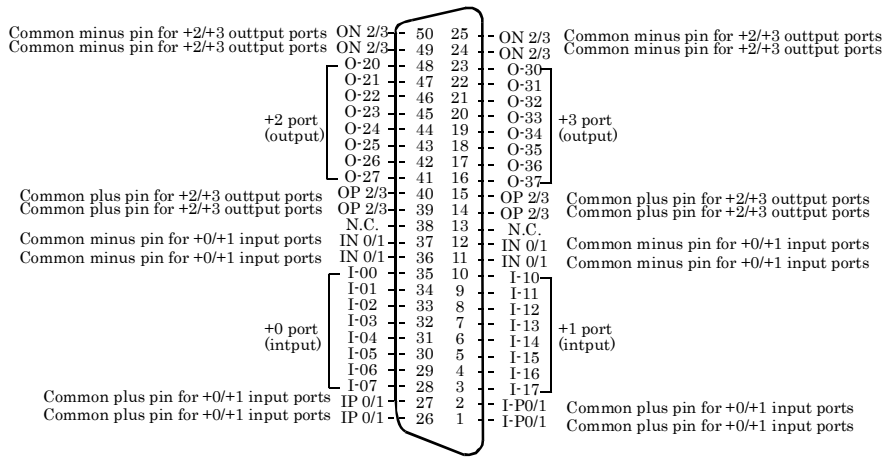 Common minus pin for +2/+3 outtput ports ON 2/3 50 25 ON 2/3 Common minus pin for +2/+3 outtput ports
Common minus pin for +2/+3 outtput ports ON 2/3 49 24 ON 2/3 Common minus pin for +2/+3 outtput ports
O-20 48 23 O-30
O-21 47 22 O-31
O-22 46 21 O-32
O-23 45 20 O-33
+2 port (output) O-24 44 19 O-34 +3 port (output)
O-25 43 18 O-35
O-26 42 17 O-36
O-27 41 16 O-37
Common plus pin for +2/+3 outtput ports OP 2/3 40 15 OP 2/3 Common plus pin for +2/+3 outtput ports
Common plus pin for +2/+3 outtput ports OP 2/3 39 14 OP 2/3 Common plus pin for +2/+3 outtput ports
N.C. 38 13 N.C.
Common minus pin for +0/+1 input ports IN 0/1 37 12 IN 0/1 Common minus pin for +0/+1 input ports
Common minus pin for +0/+1 input ports IN 0/1 36 11 IN 0/1 Common minus pin for +0/+1 input ports
I-00 35 10 I-10
I-01 34 9 I-11
I-02 33 8 I-12
I-03 32 7 I-13
+0 port (intput) I-04 31 6 I-14 +1 port (intput)
I-05 30 5 I-15
I-06 29 4 I-16
I-07 28 3 I-17
Common plus pin for +0/+1 input ports IP 0/1 27 2 I-P0/1 Common plus pin for +0/+1 input ports
Common plus pin for +0/+1 input ports IP 0/1 26 1 I-P0/1 Common plus pin for +0/+1 input ports